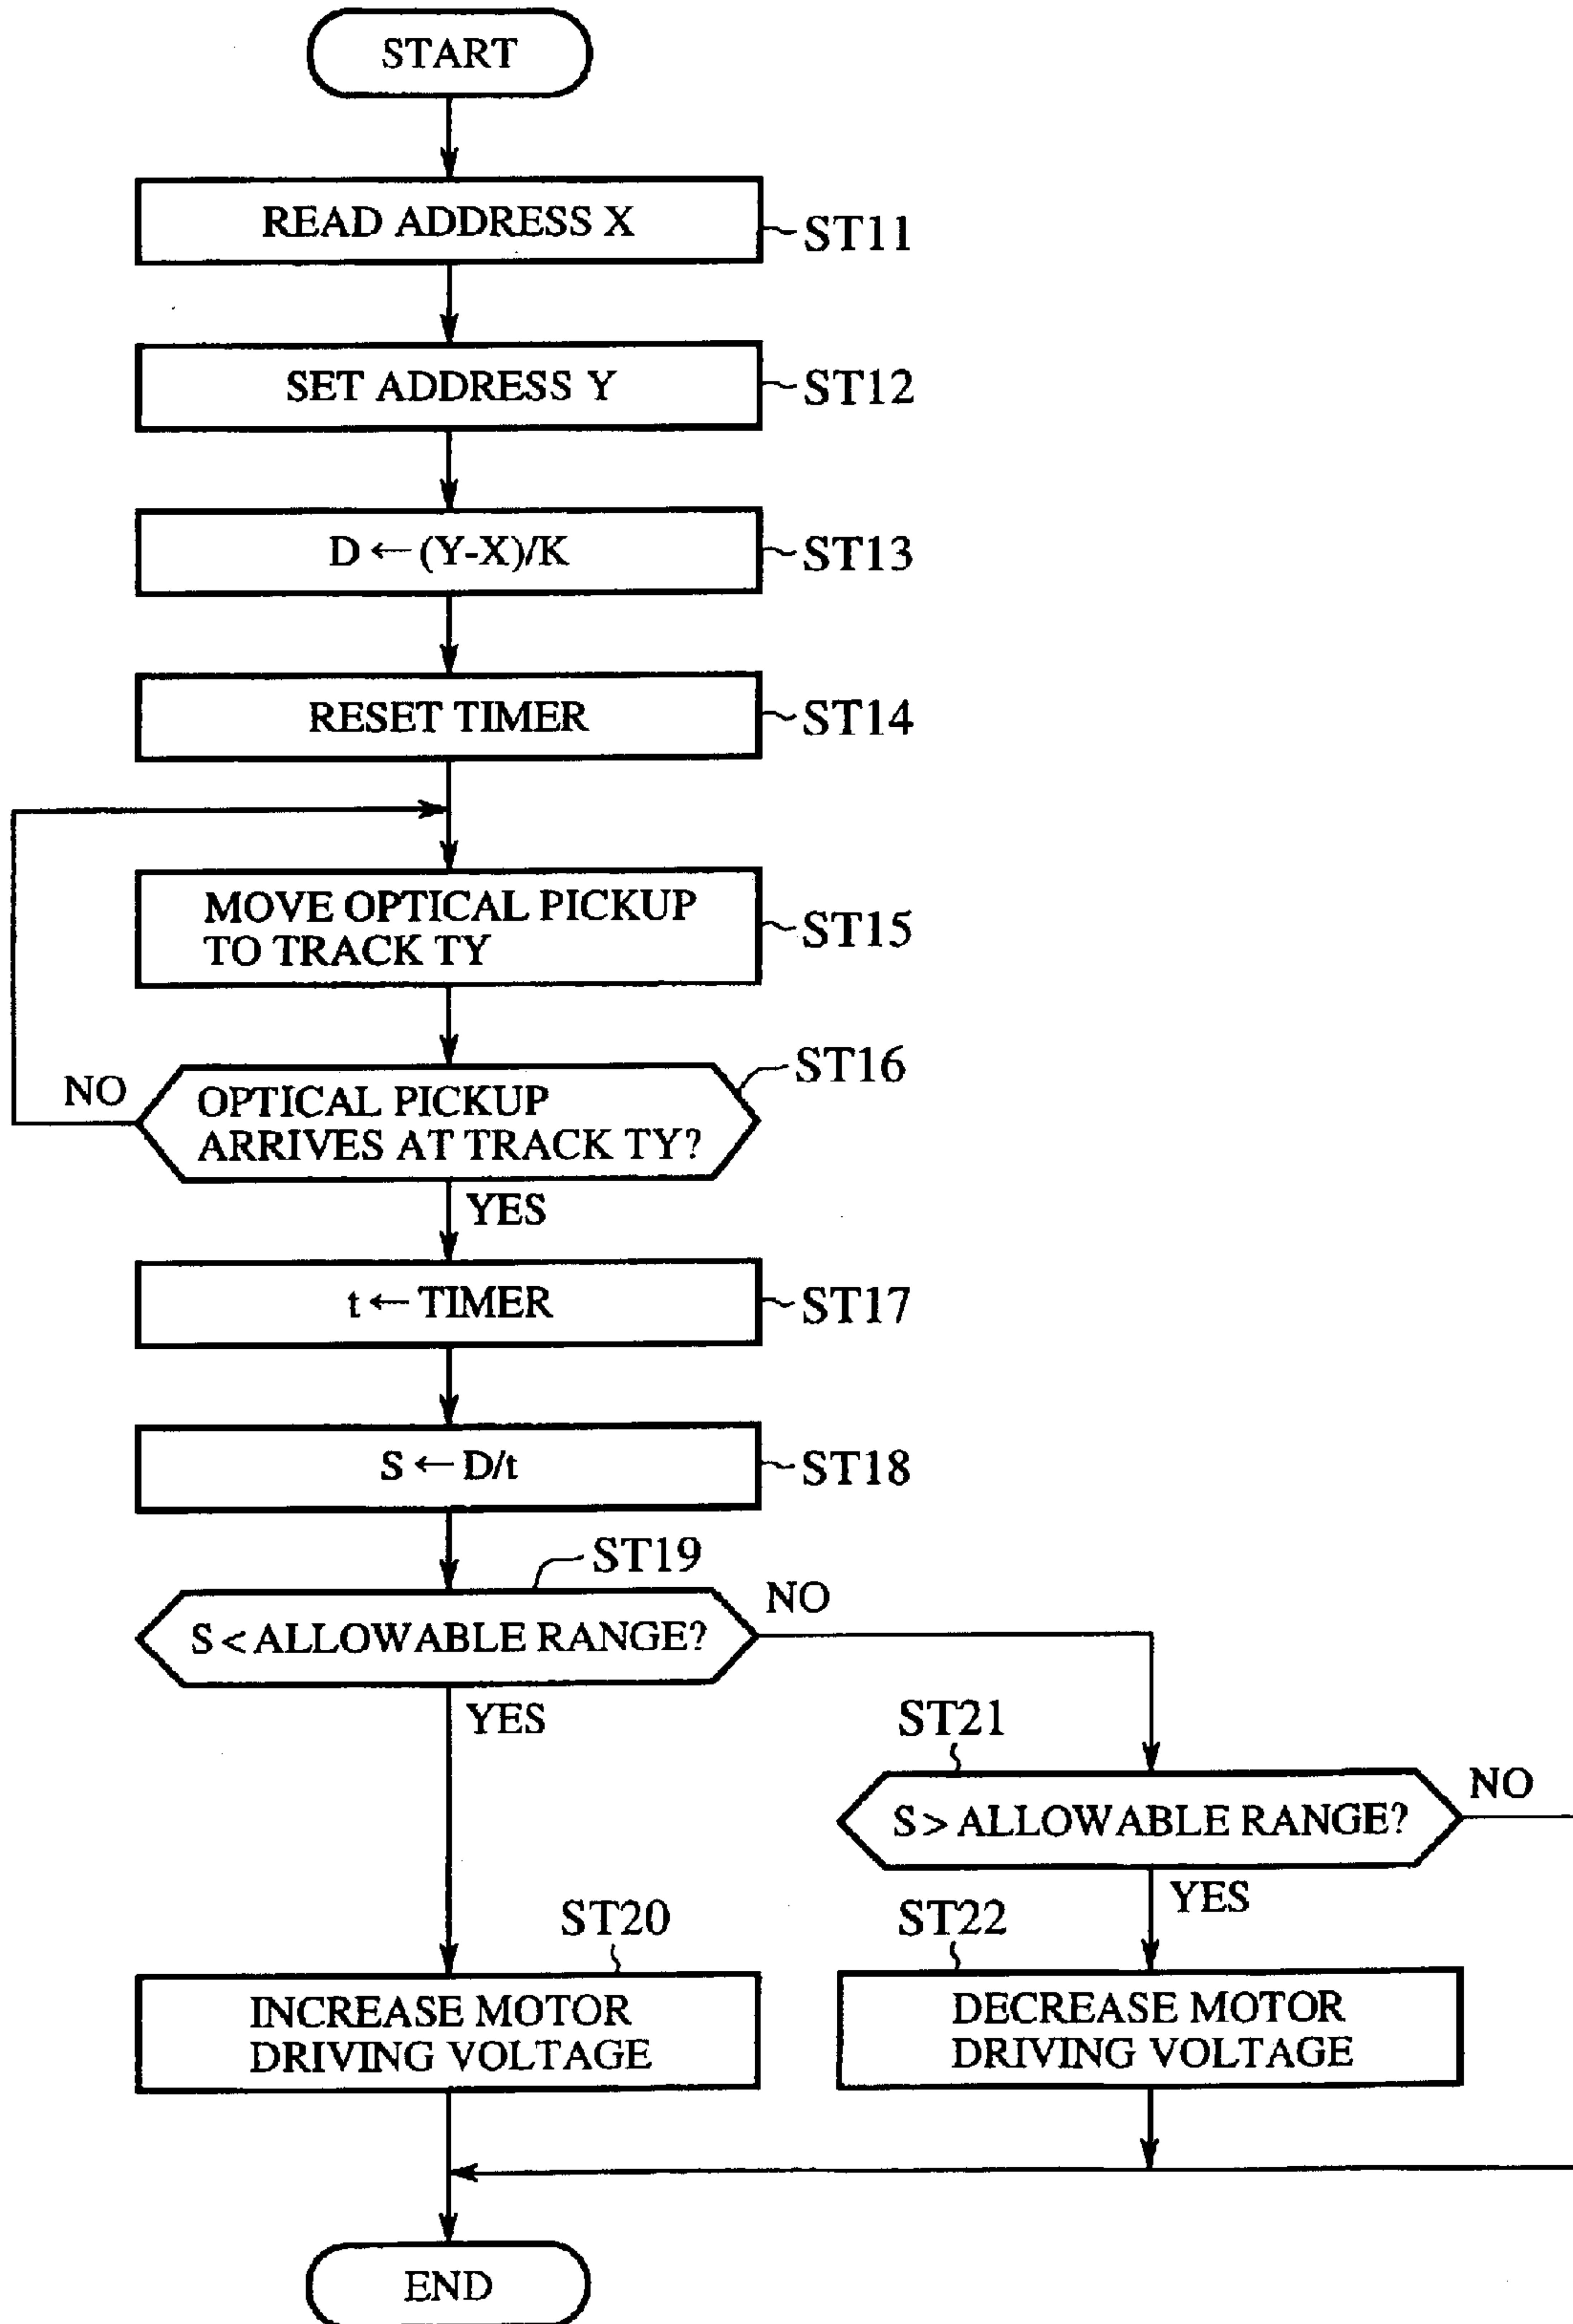 START
READ ADDRESS X
ST11
SET ADDRESS Y
ST12
D ← (Y-X)/K
ST13
RESET TIMER
ST14
MOVE OPTICAL PICKUP
TO TRACK TY
ST15
ST16
NO
OPTICAL PICKUP
ARRIVES AT TRACK TY?
YES
t ← TIMER
ST17
S ← D/t
ST18
ST19
NO
S < ALLOWABLE RANGE?
YES
ST21
NO
S > ALLOWABLE RANGE?
YES
ST20
INCREASE MOTOR
DRIVING VOLTAGE
ST22
DECREASE MOTOR
DRIVING VOLTAGE
END